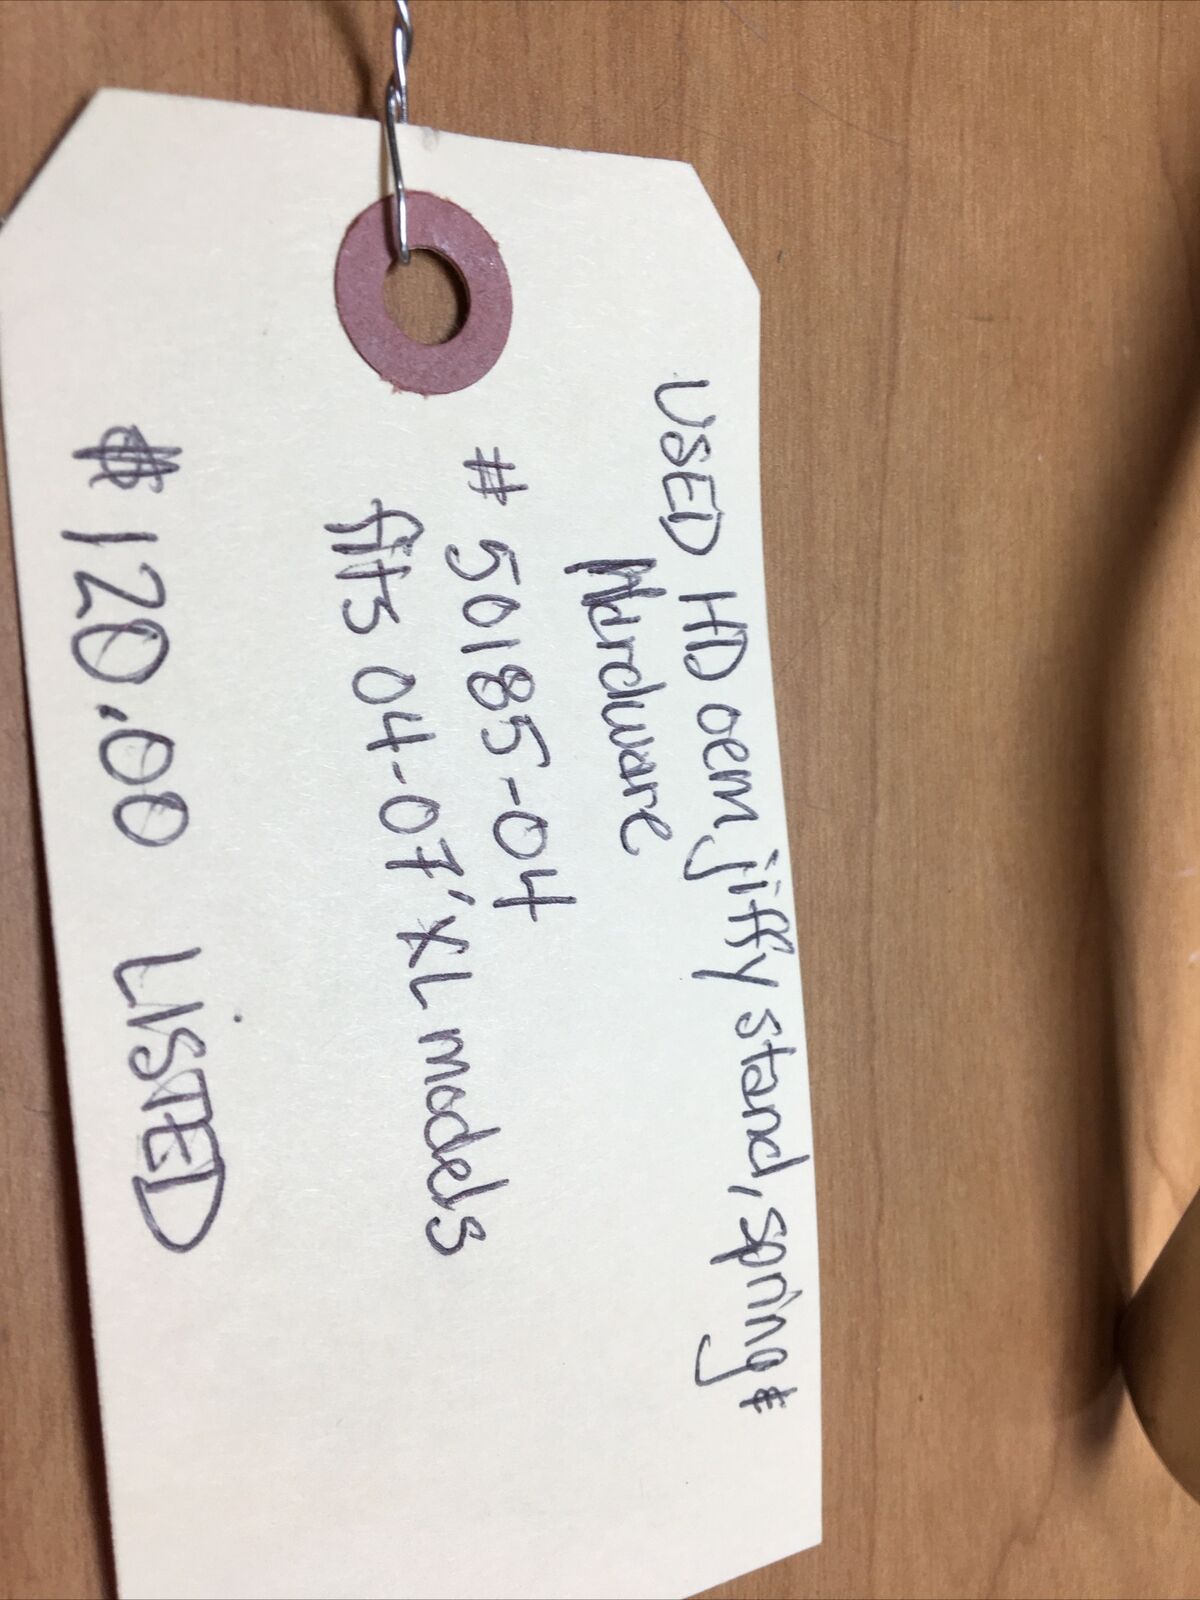 USED HD oem jiffy stand, spring &
Hardware
# 50185-04
fits 04-07' XL models
$120.00 LISTED